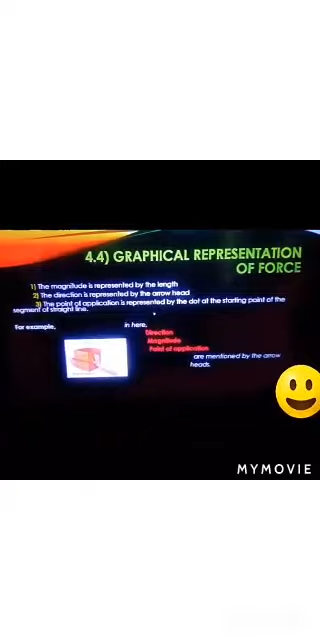 4.4) GRAPHICAL REPRESENTATION
OF FORCE
1) The magnitude is represented by the length
2) The direction is represented by the arrow head
3) The point of application is represented by the dot at the starting point of the
segment of straight line.
For example,
in here,
Direction
Magnitude
Point of application
are mentioned by the arrow
heads.
MYMOVIE